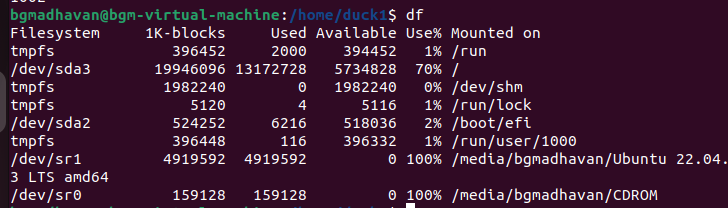 bgmadhavan@bgm-virtual-machine:/home/duck1$ df
Filesystem     1K-blocks     Used Available Use% Mounted on
tmpfs             396452     2000    394452   1% /run
/dev/sda3       19946096 13172728   5734828  70% /
tmpfs            1982240        0   1982240   0% /dev/shm
tmpfs               5120        4      5116   1% /run/lock
/dev/sda2         524252     6216    518036   2% /boot/efi
tmpfs             396448      116    396332   1% /run/user/1000
/dev/sr1         4919592  4919592         0 100% /media/bgmadhavan/Ubuntu 22.04.
3 LTS amd64
/dev/sr0          159128   159128         0 100% /media/bgmadhavan/CDROM